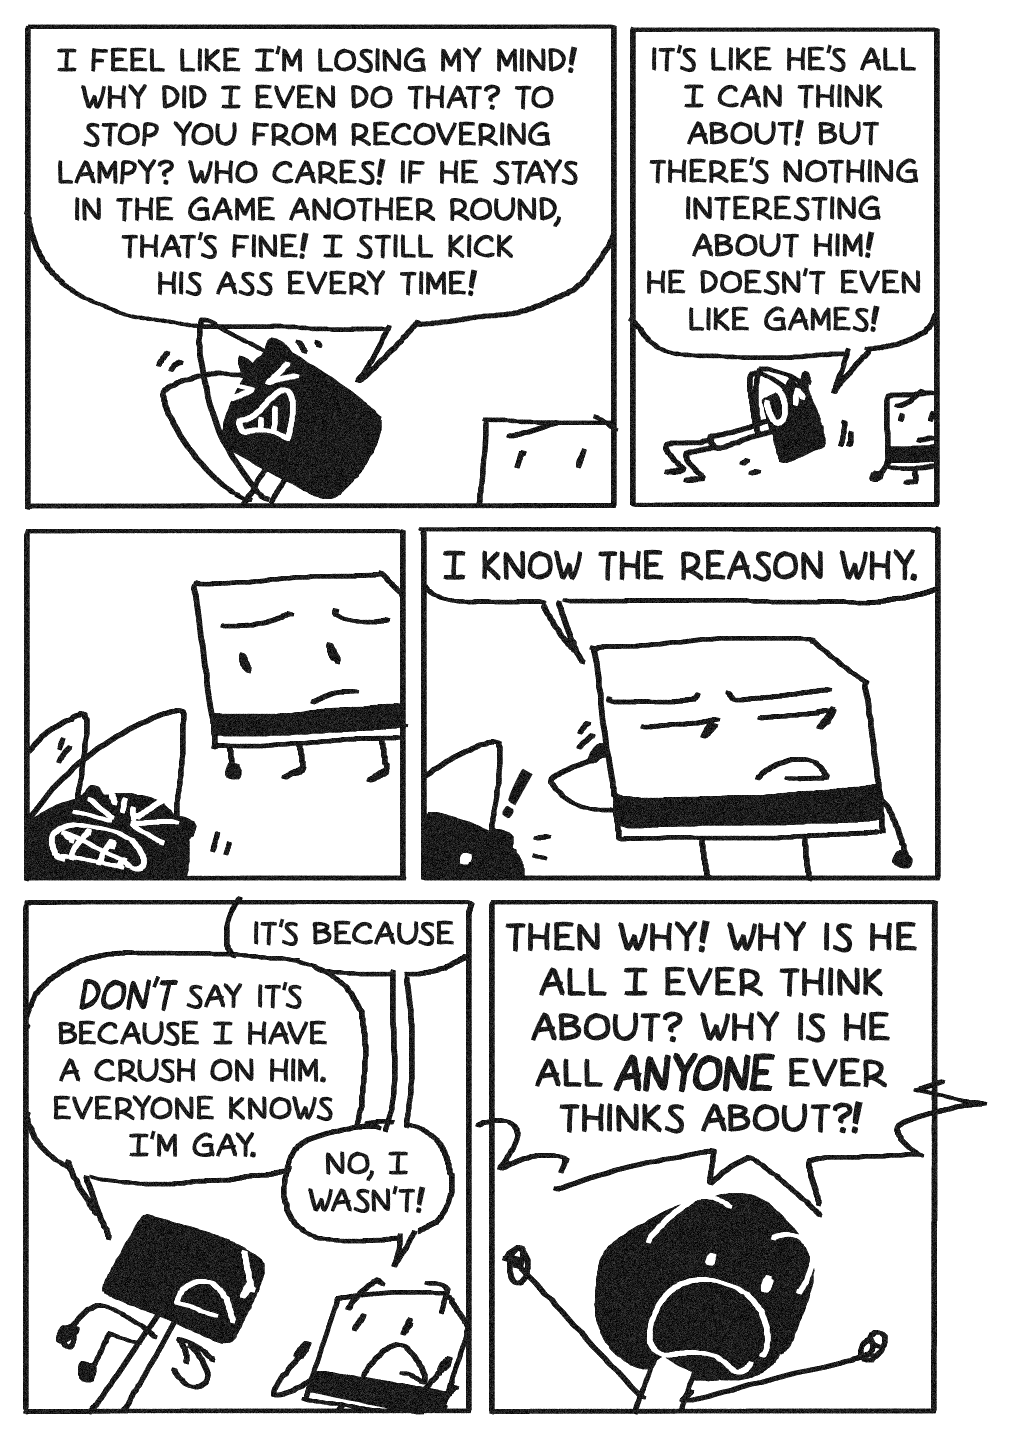 I FEEL LIKE I'M LOSING MY MIND!
WHY DID I EVEN DO THAT? TO
STOP YOU FROM RECOVERING
LAMPY? WHO CARES! IF HE STAYS
IN THE GAME ANOTHER ROUND,
THAT'S FINE! I STILL KICK
HIS ASS EVERY TIME!
IT'S LIKE HE'S ALL
I CAN THINK
ABOUT! BUT
THERE'S NOTHING
INTERESTING
ABOUT HIM!
HE DOESN'T EVEN
LIKE GAMES!
!
I KNOW THE REASON WHY.
IT'S BECAUSE
DON'T SAY IT'S
BECAUSE I HAVE
A CRUSH ON HIM.
EVERYONE KNOWS
I'M GAY.
NO, I
WASN'T!
THEN WHY! WHY IS HE
ALL I EVER THINK
ABOUT? WHY IS HE
ALL ANYONE EVER
THINKS ABOUT?!